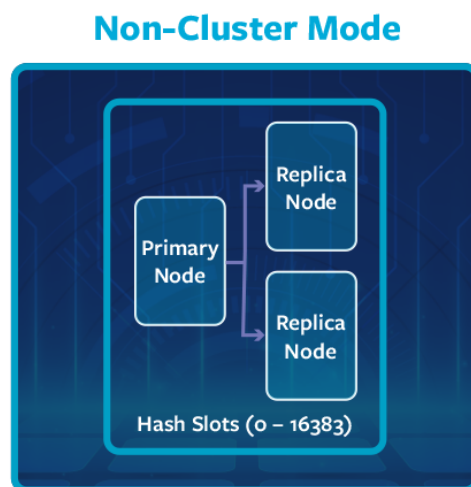 Non-Cluster Mode
Replica
Node
Primary
Node
Replica
Node
Hash Slots (0 – 16383)